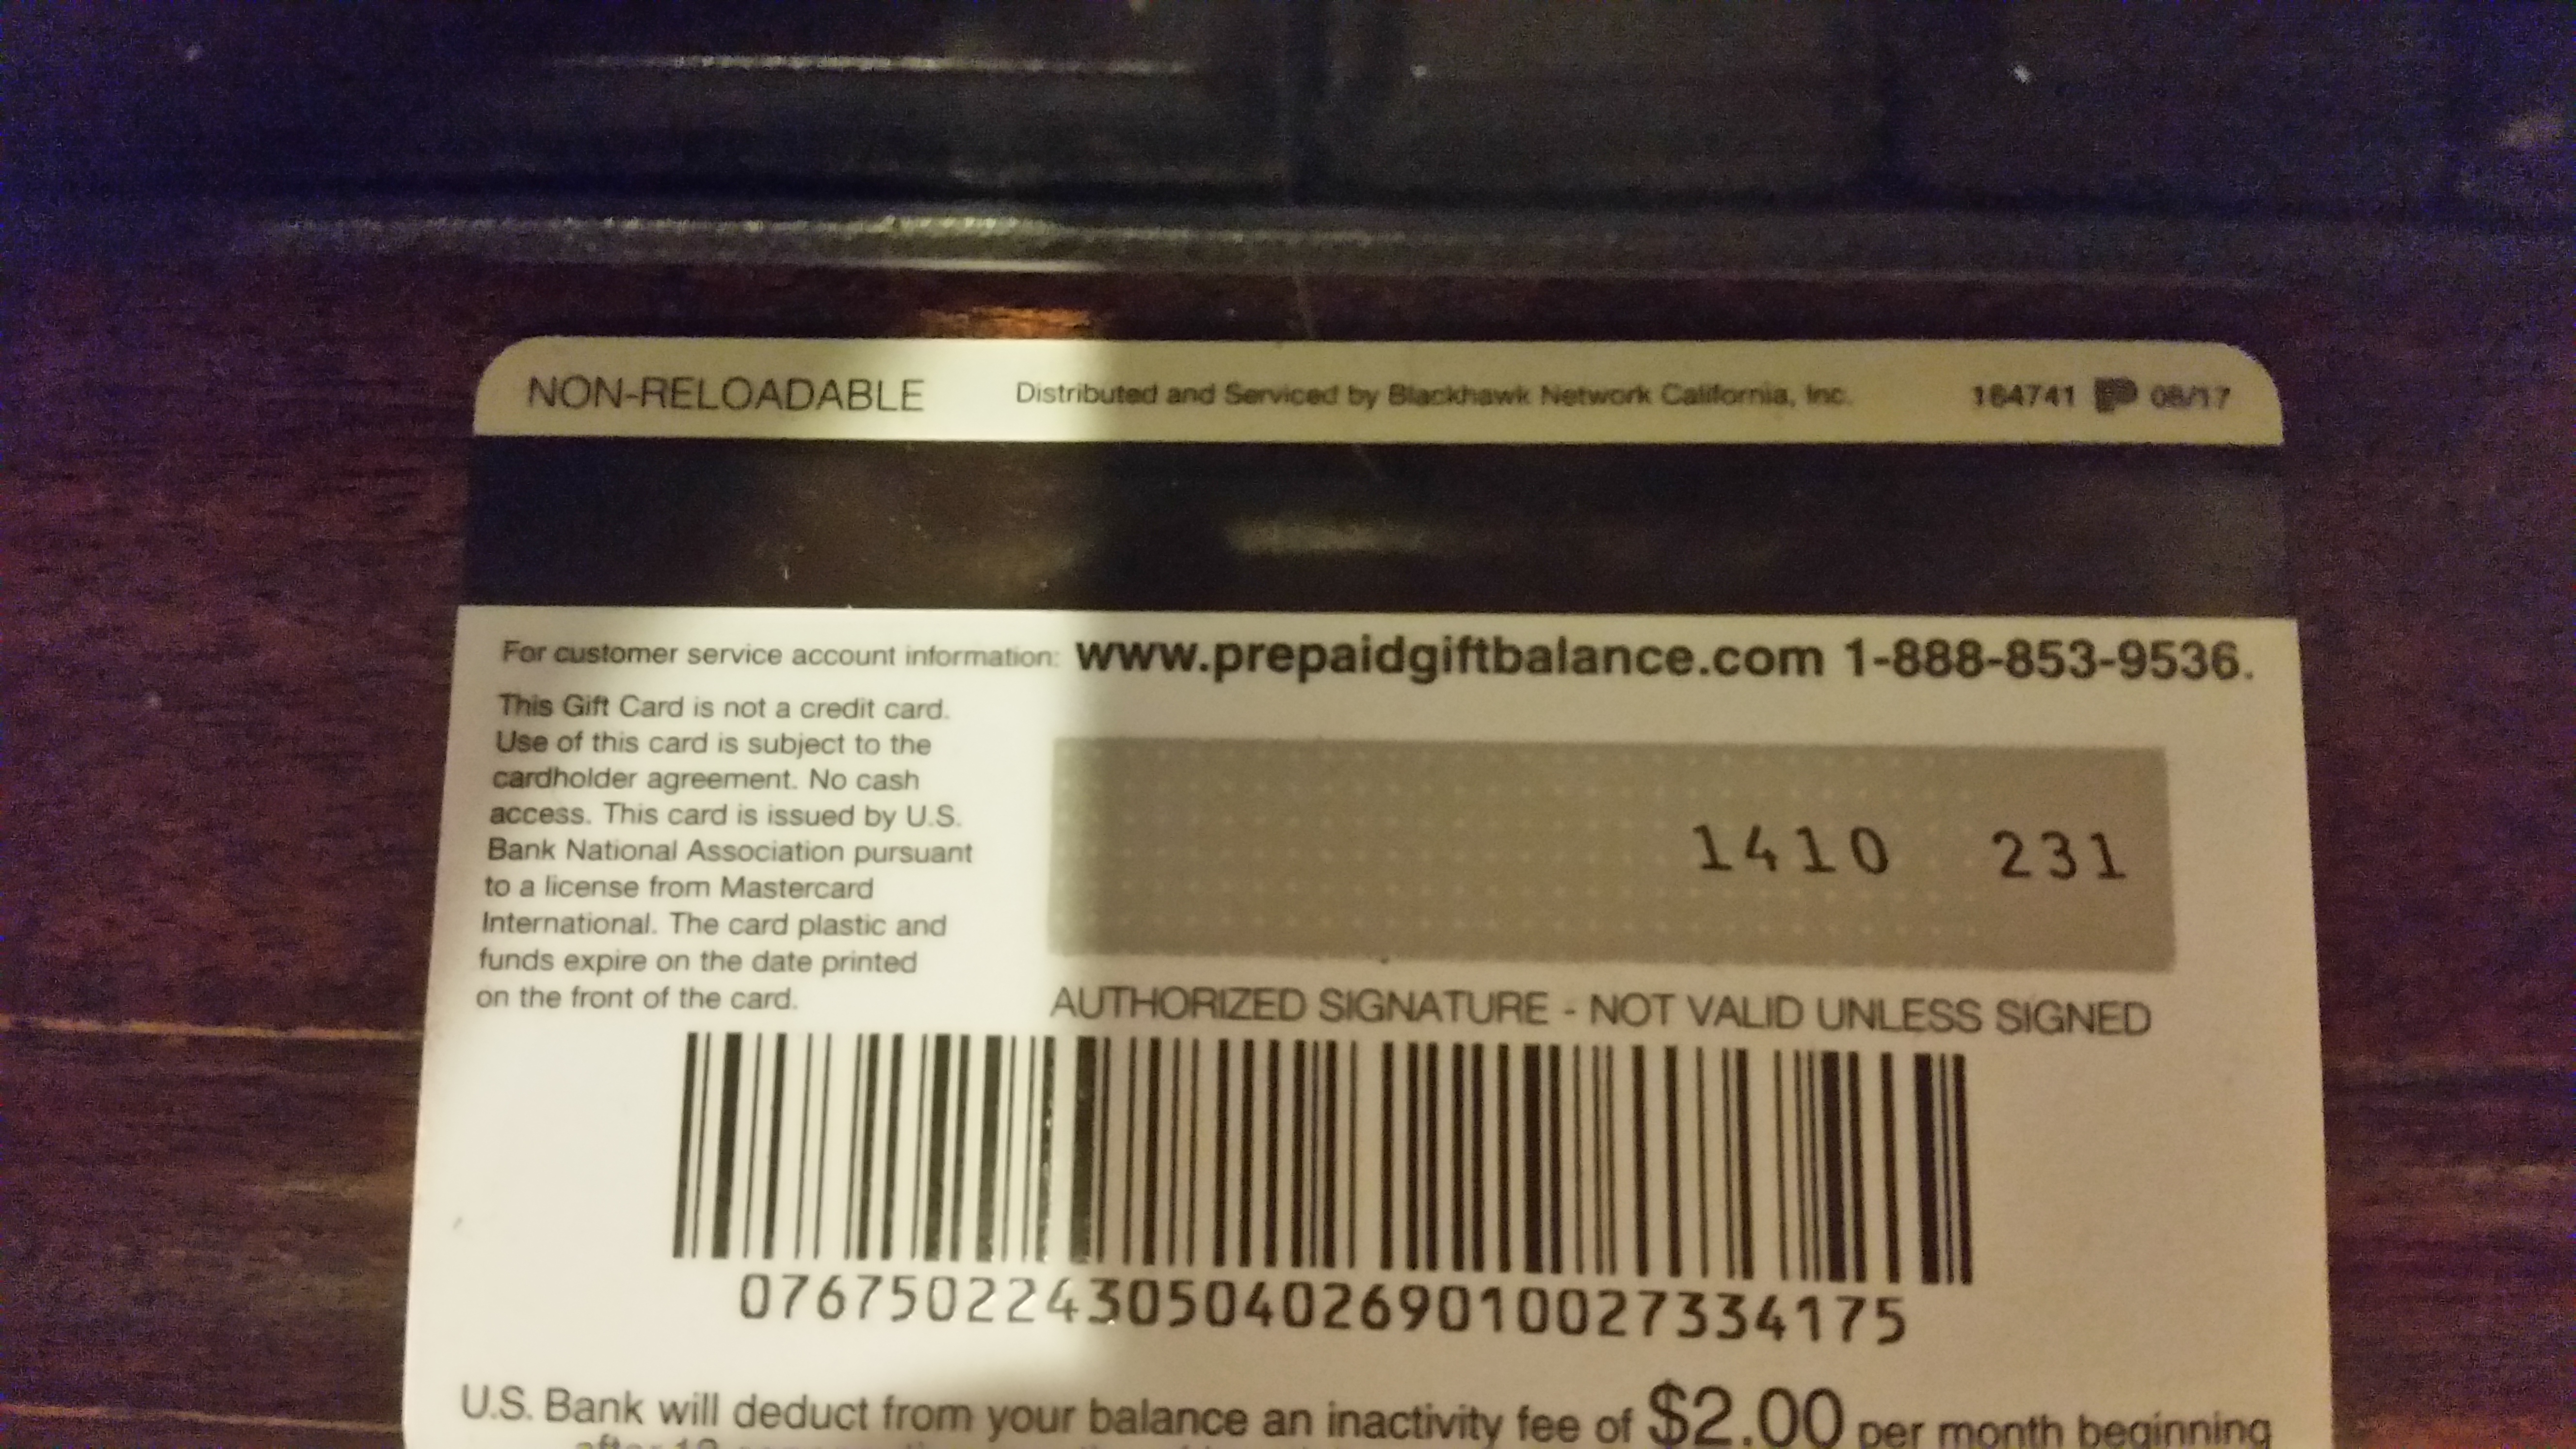 NON-RELOADABLE Distributed and Serviced by Blackhawk Network California, Inc. 164741 08/17
For customer service account information: www.prepaidgiftbalance.com 1-888-853-9536.
This Gift Card is not a credit card.
Use of this card is subject to the
cardholder agreement. No cash
access. This card is issued by U.S.
Bank National Association pursuant
to a license from Mastercard
International. The card plastic and
funds expire on the date printed
on the front of the card.
1410 231
AUTHORIZED SIGNATURE - NOT VALID UNLESS SIGNED
076750224305040269010027334175
U.S. Bank will deduct from your balance an inactivity fee of $2.00 per month beginning